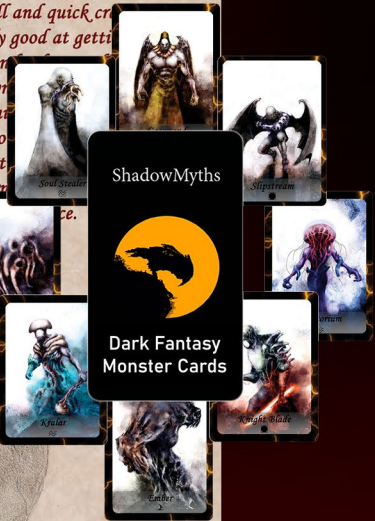 ll and quick cr
y good at getti
ce.
Soul Stealer
Slipstream
ShadowMyths
Dark Fantasy
Monster Cards
Kyalar
Knight Blade
Ember